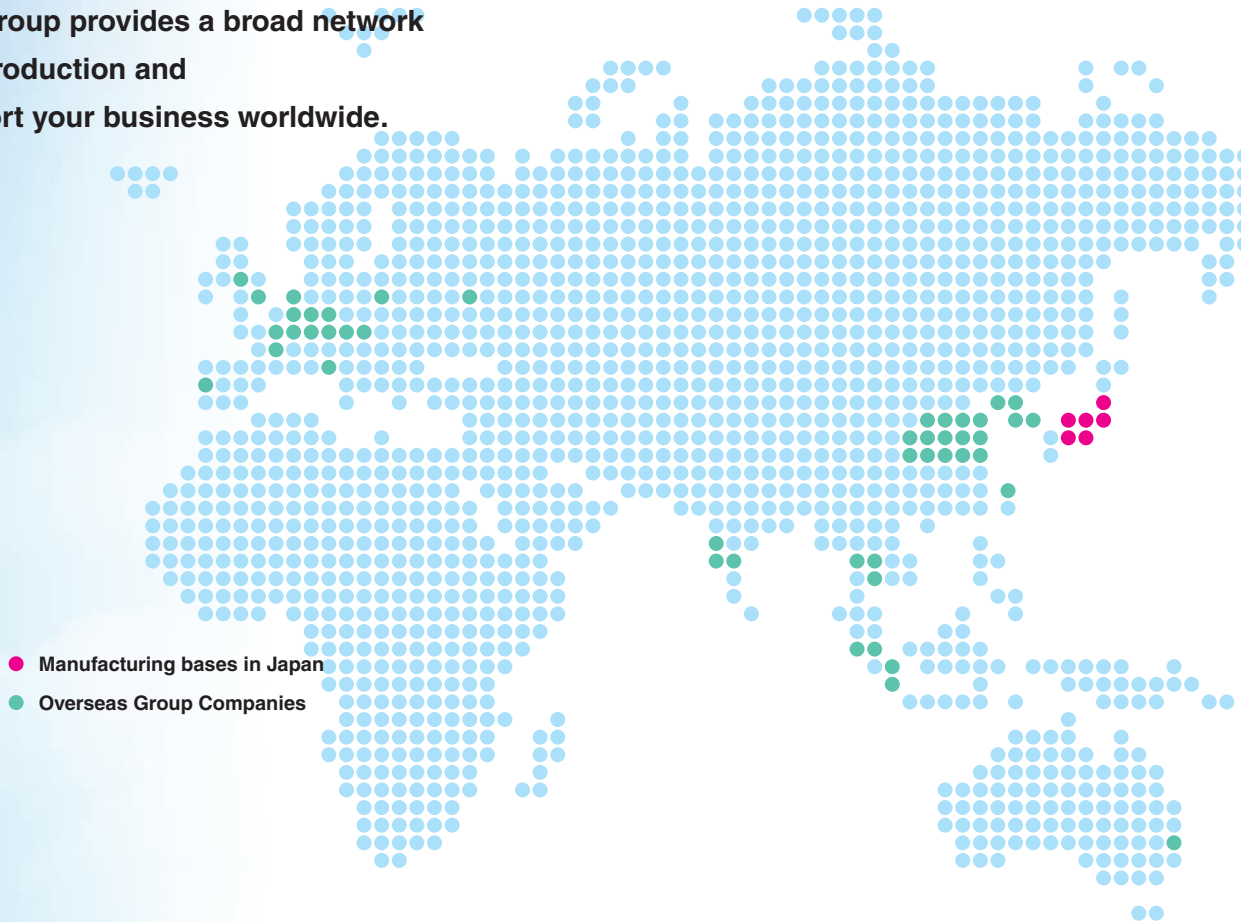 roup provides a broad network
roduction and
rt your business worldwide.
Manufacturing bases in Japan
Overseas Group Companies